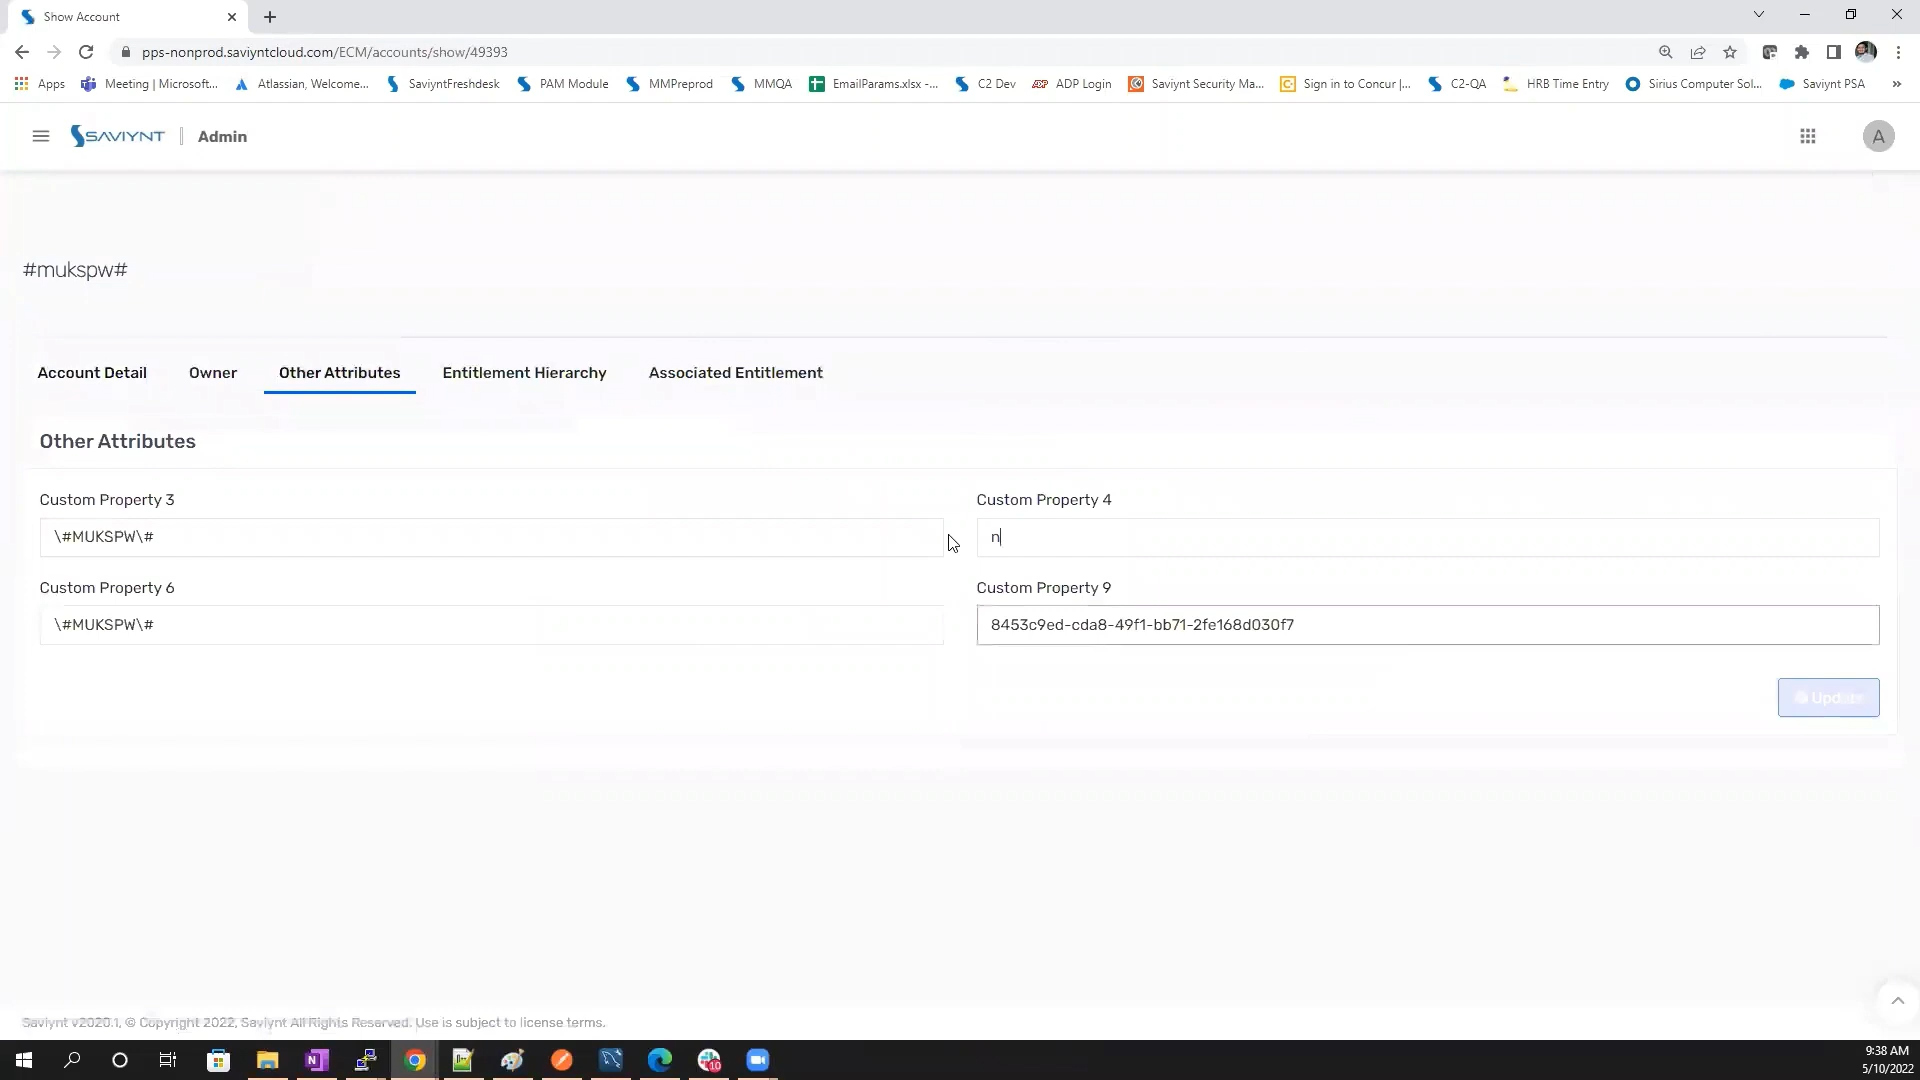 Show Account
pps-nonprod.saviyntcloud.com/ECM/accounts/show/49393
Apps
Meeting | Microsoft...
Atlassian, Welcome...
SaviyntFreshdesk
PAM Module
MMPreprod
MMQA
EmailParams.xlsx -...
C2 Dev
ADP Login
Saviynt Security Ma...
Sign in to Concur |...
C2-QA
HRB Time Entry
Sirius Computer Sol...
Saviynt PSA
»
SAVIYNT | Admin
A
#mukspw#
Account Detail
Owner
Other Attributes
Entitlement Hierarchy
Associated Entitlement
Other Attributes
Custom Property 3
Custom Property 4
\#MUKSPW\#
n
Custom Property 6
Custom Property 9
\#MUKSPW\#
8453c9ed-cda8-49f1-bb71-2fe168d030f7
Update
Saviynt v2020.1, © Copyright 2022, Saviynt All Rights Reserved. Use is subject to license terms.
10
9:38 AM
5/10/2022